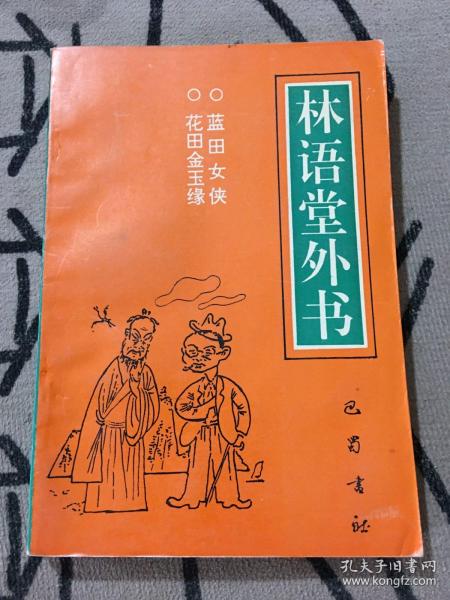 林语堂外书
○ 蓝田女侠
○ 花田金玉缘
巴蜀书社
孔夫子旧书网
www.kongfz.com